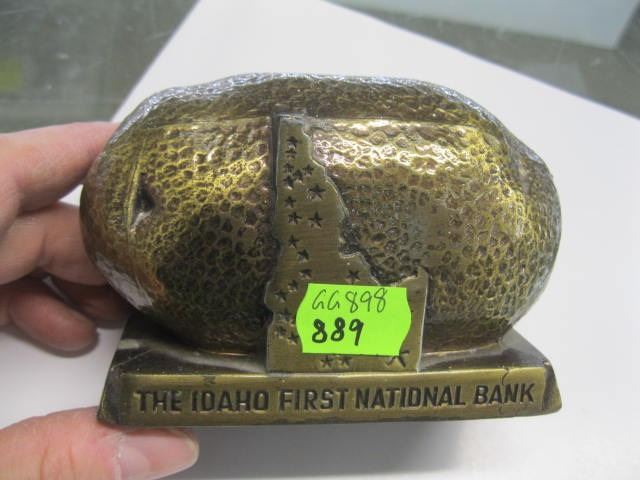 GG898
889
THE IDAHO FIRST NATIONAL BANK